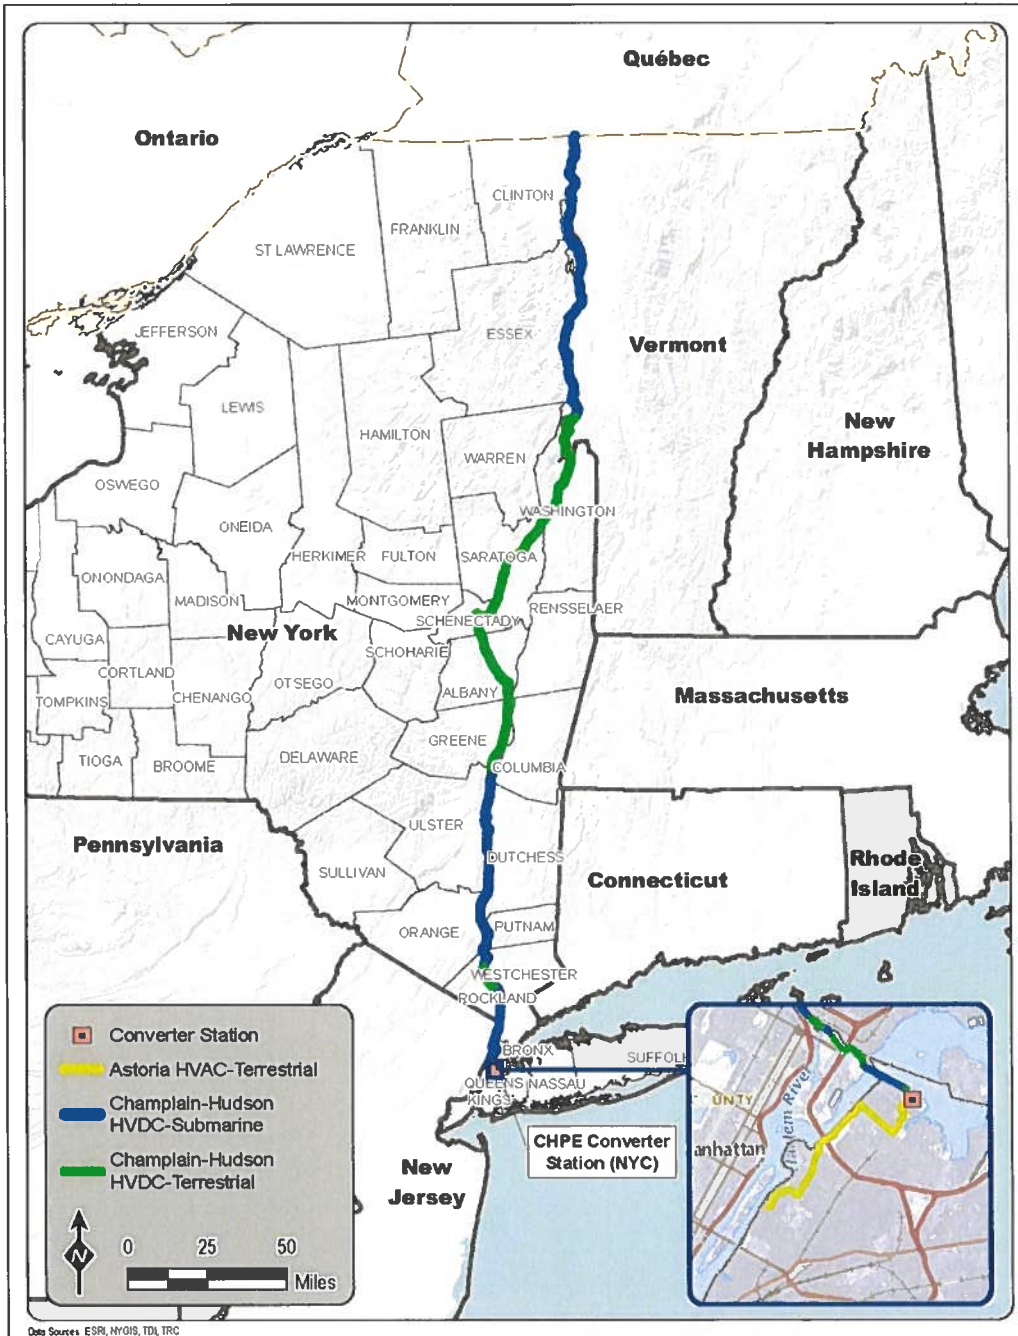 Québec
Ontario
CLINTON
FRANKLIN
ST LAWRENCE
JEFFERSON
ESSEX
Vermont
LEWIS
HAMILTON
New
Hampshire
WARREN
OSWEGO
WASHINGTON
ONEIDA
HERKIMER
FULTON
SARATOGA
ONONDAGA
MADISON
MONTGOMERY
RENSSELAER
SCHENECTADY
New York
CAYUGA
SCHOHARIE
CORTLAND
OTSEGO
ALBANY
Massachusetts
TOMPKINS
CHENANGO
GREENE
TIOGA
BROOME
DELAWARE
COLUMBIA
ULSTER
Pennsylvania
DUTCHESS
Rhode
Island
SULLIVAN
Connecticut
ORANGE
PUTNAM
WESTCHESTER
ROCKLAND
BRONX
SUFFOLK
QUEENS
NASSAU
KINGS
CHPE Converter
Station (NYC)
New
Jersey
Converter Station
Astoria HVAC-Terrestrial
Champlain-Hudson
HVDC-Submarine
Champlain-Hudson
HVDC-Terrestrial
N
0 25 50
Miles
anhattan
River
Data Sources ESRI, NYGIS, TDI, TRC